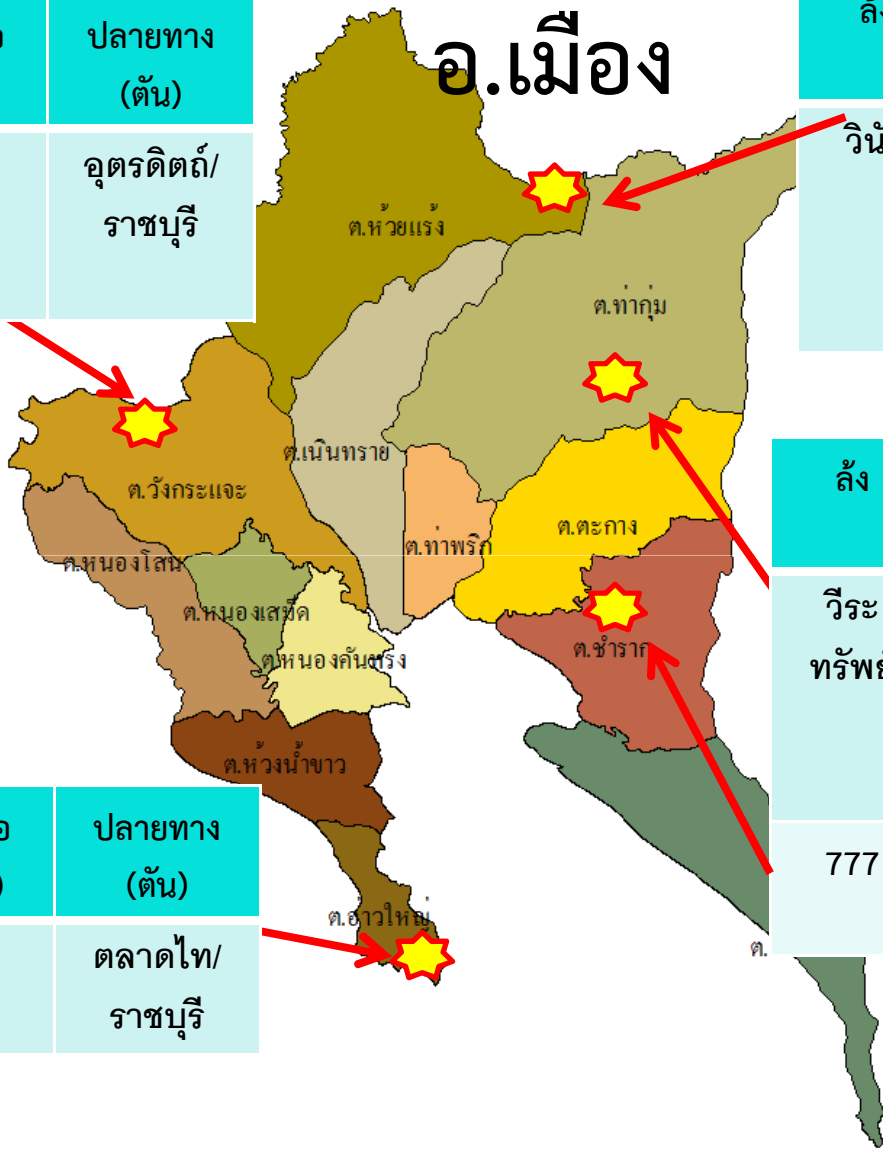 อ.เมือง
ปลายทาง
(ตัน)
อุตรดิตถ์/
ราชบุรี
ต.ห้วยแร้ง
ต.ท่ากุ่ม
ต.เนินทราย
ต.วังกระแจะ
ต.ท่าพริก
ต.ตะกาง
ต.หนองโสน
ต.หนองเสม็ด
ต.หนองคันทรง
ต.ชำราก
ต.ห้วงน้ำขาว
ต.อ่าวใหญ่
ต.
ล้ง
วีระ
ทรัพย์
777
ปลายทาง
(ตัน)
ตลาดไท/
ราชบุรี